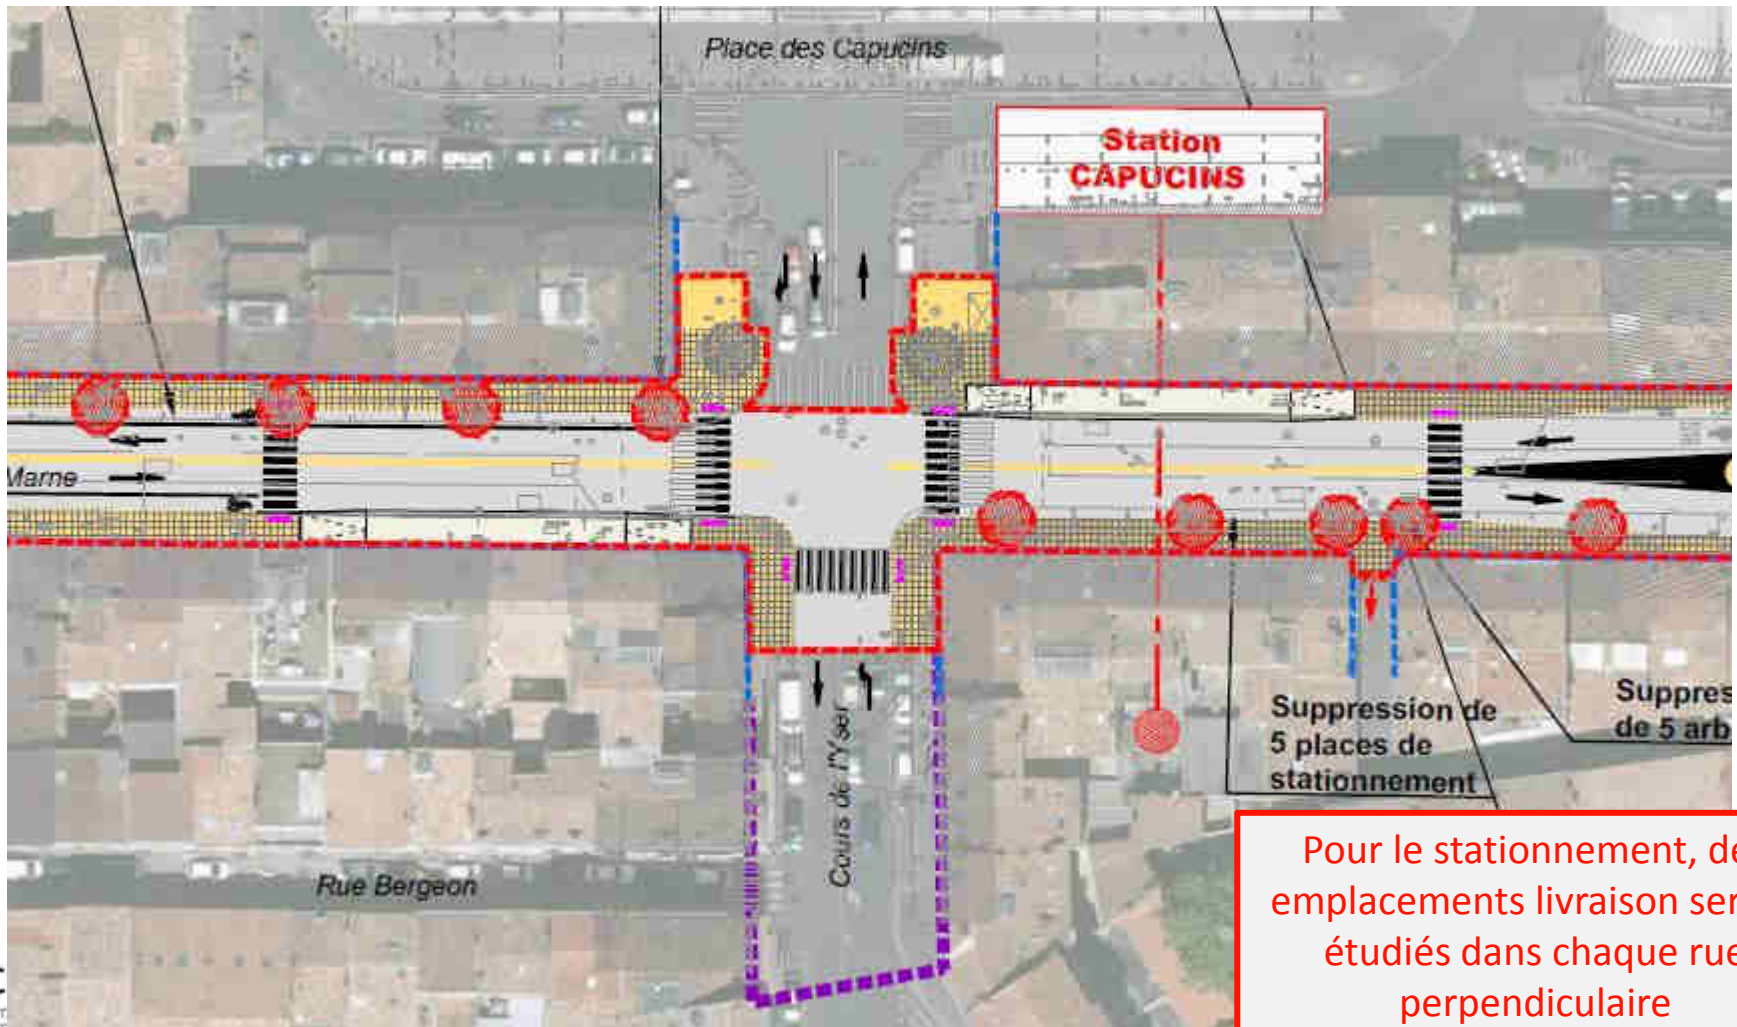 Place des Capucins
Station
CAPUCINS
Marne
Suppression de
5 places de
stationnement
Suppres
de 5 arb
Cours de l'Yser
Rue Bergeon
Pour le stationnement, de
emplacements livraison ser
étudiés dans chaque rue
perpendiculaire